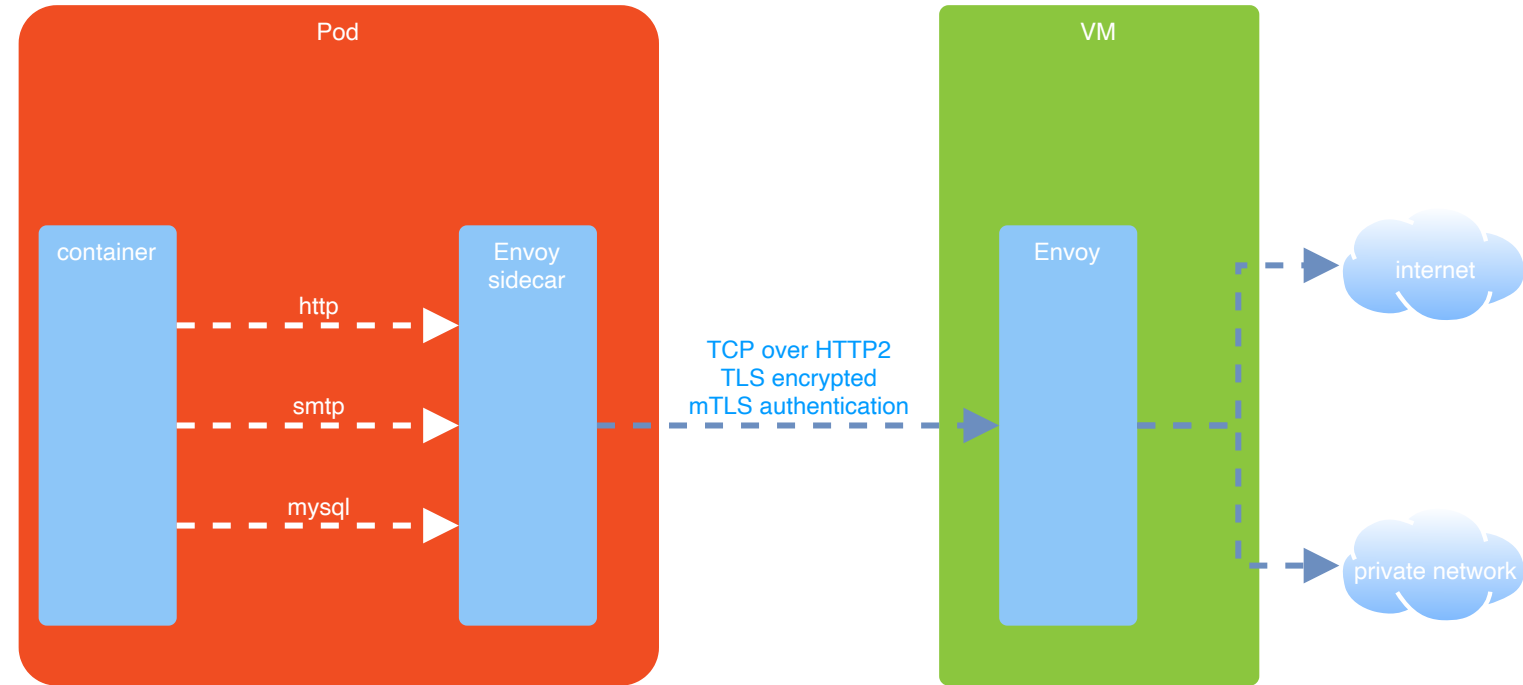 Pod
VM
container
Envoy
sidecar
Envoy
http
smtp
mysql
TCP over HTTP2
TLS encrypted
mTLS authentication
internet
private network